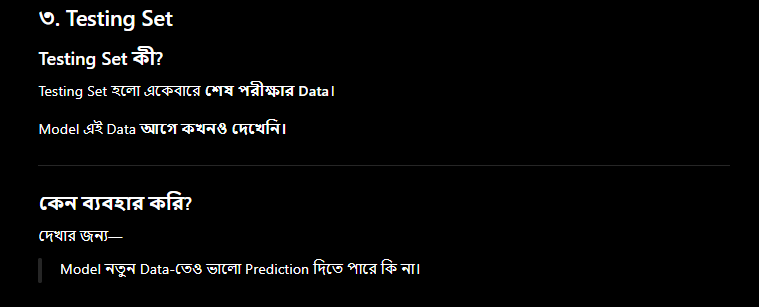 ৩. Testing Set
Testing Set কী?
Testing Set হলো একেবারে শেষ পরীক্ষার Data।
Model এই Data আগে কখনও দেখেনি।
কেন ব্যবহার করি?
দেখার জন্য—
Model নতুন Data-তেও ভালো Prediction দিতে পারে কি না।